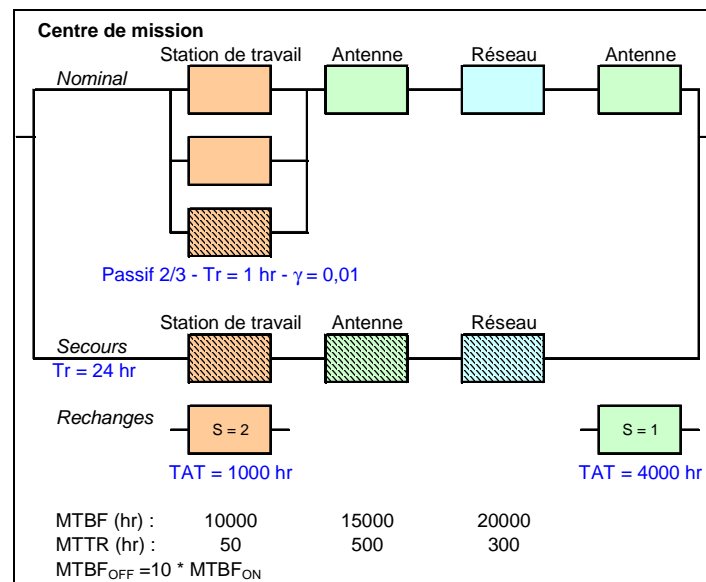 Centre de mission
Station de travail Antenne Réseau Antenne
Nominal
Passif 2/3 - Tr = 1 hr - γ = 0,01
Station de travail Antenne Réseau
Secours
Tr = 24 hr
Rechanges
S = 2 S = 1
TAT = 1000 hr TAT = 4000 hr
MTBF (hr) : 10000 15000 20000
MTTR (hr) : 50 500 300
MTBF_OFF =10 * MTBF_ON